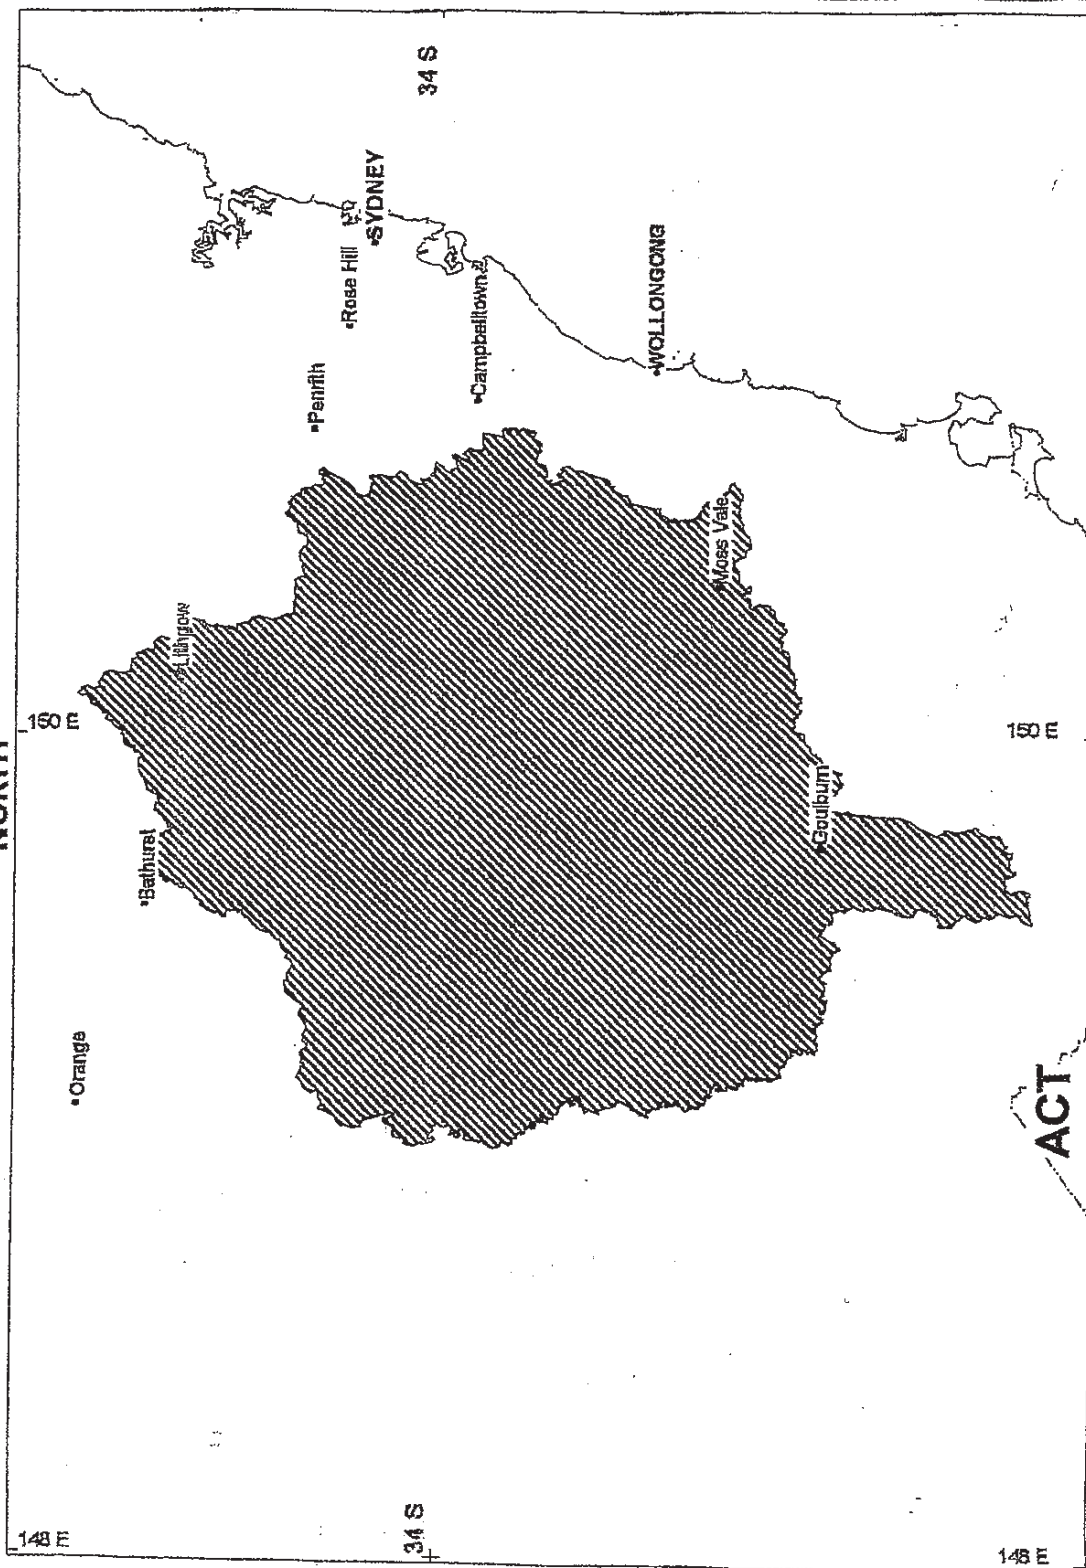 NORTH
148 E
150 E
Orange
Bathurst
Lithgow
Penrith
Rose Hill
SYDNEY
34 S
34 S
Campbelltown
WOLLONGONG
Moss Vale
Goulburn
ACT
148 E
150 E